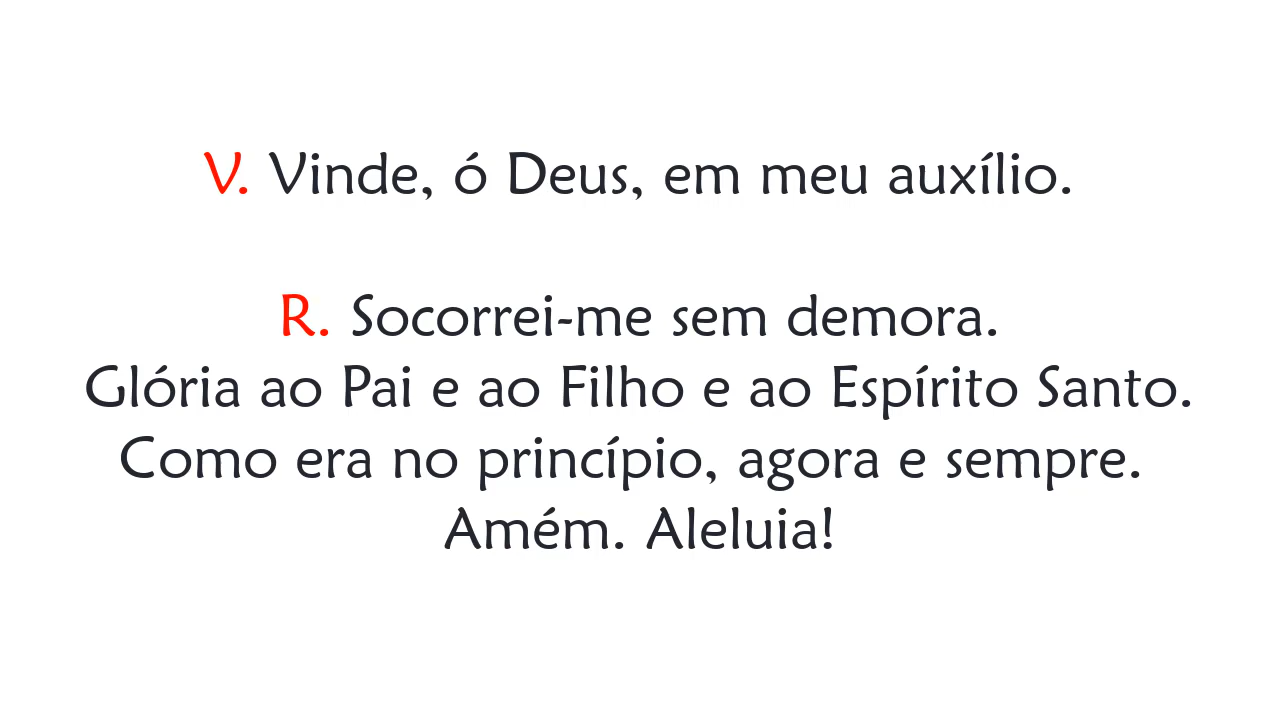 V. Vinde, ó Deus, em meu auxílio.
R. Socorrei-me sem demora.
Glória ao Pai e ao Filho e ao Espírito Santo.
Como era no princípio, agora e sempre.
Amém. Aleluia!